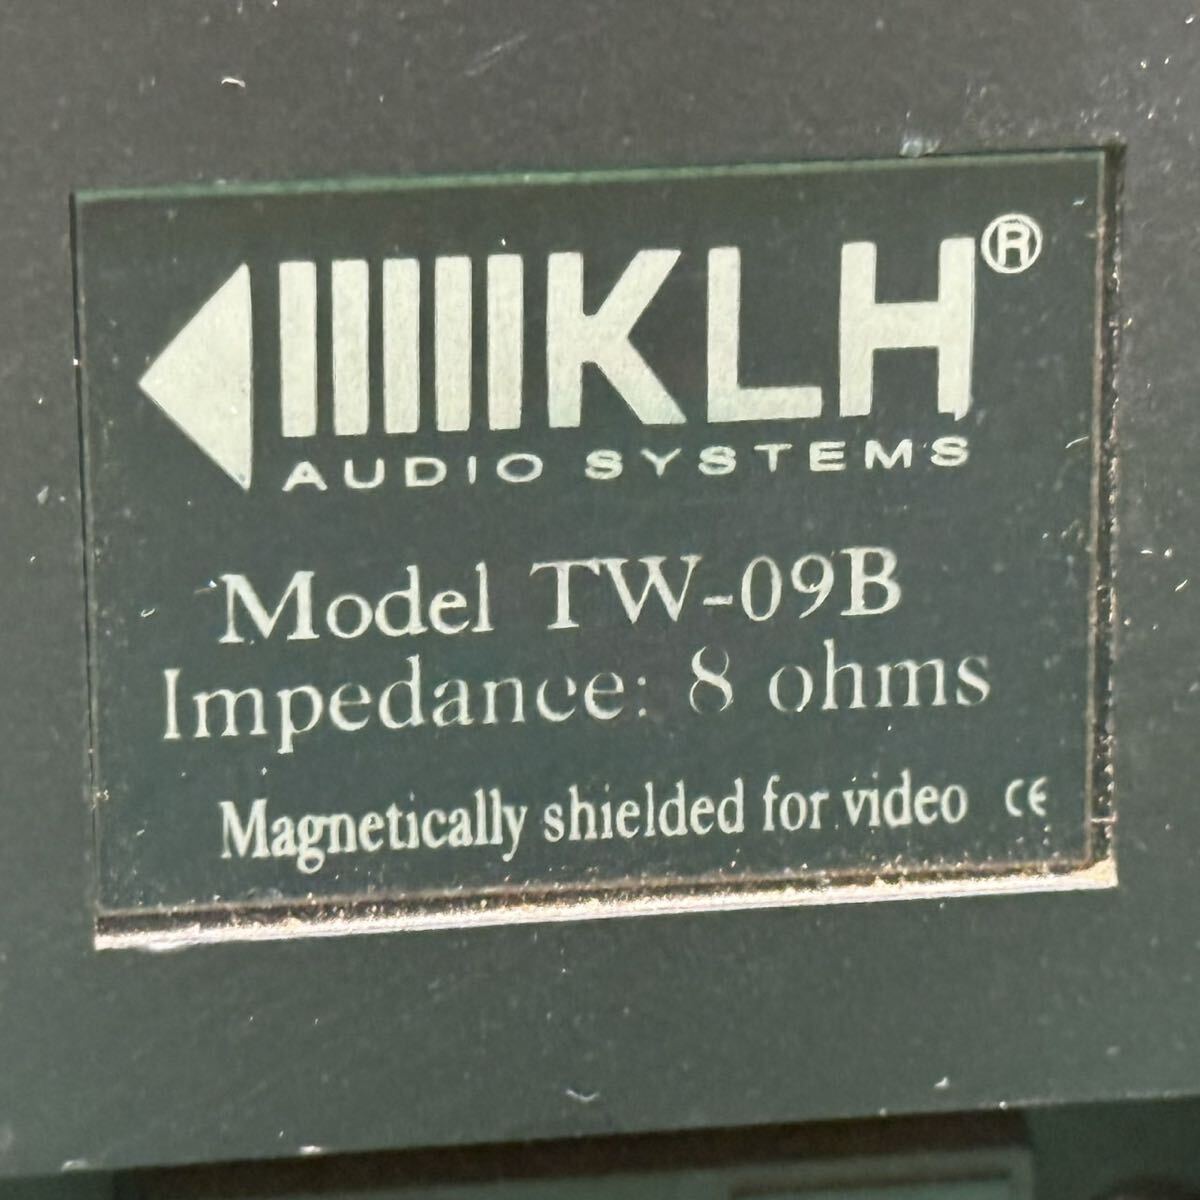 KLH®
AUDIO SYSTEMS
Model TW-09B
Impedance: 8 ohms
Magnetically shielded for video CE